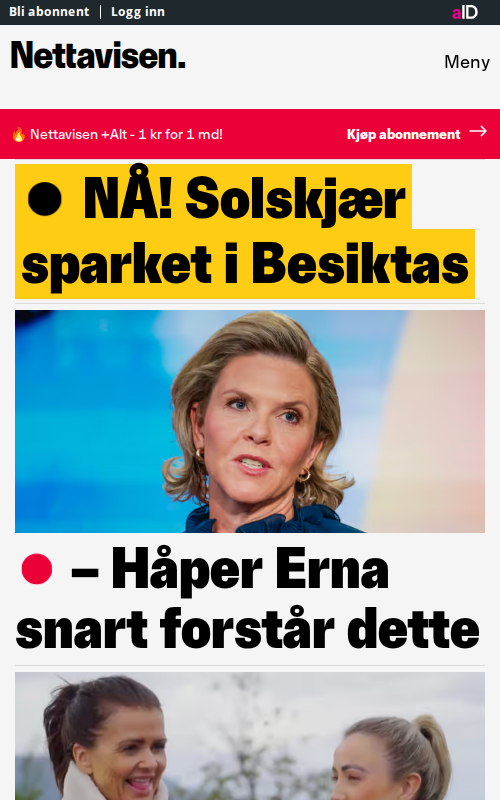 Bli abonnent | Logg inn
aID
Nettavisen.
Meny
🔥 Nettavisen +Alt - 1 kr for 1 md!
Kjøp abonnement →
● NÅ! Solskjær
sparket i Besiktas
● – Håper Erna
snart forstår dette